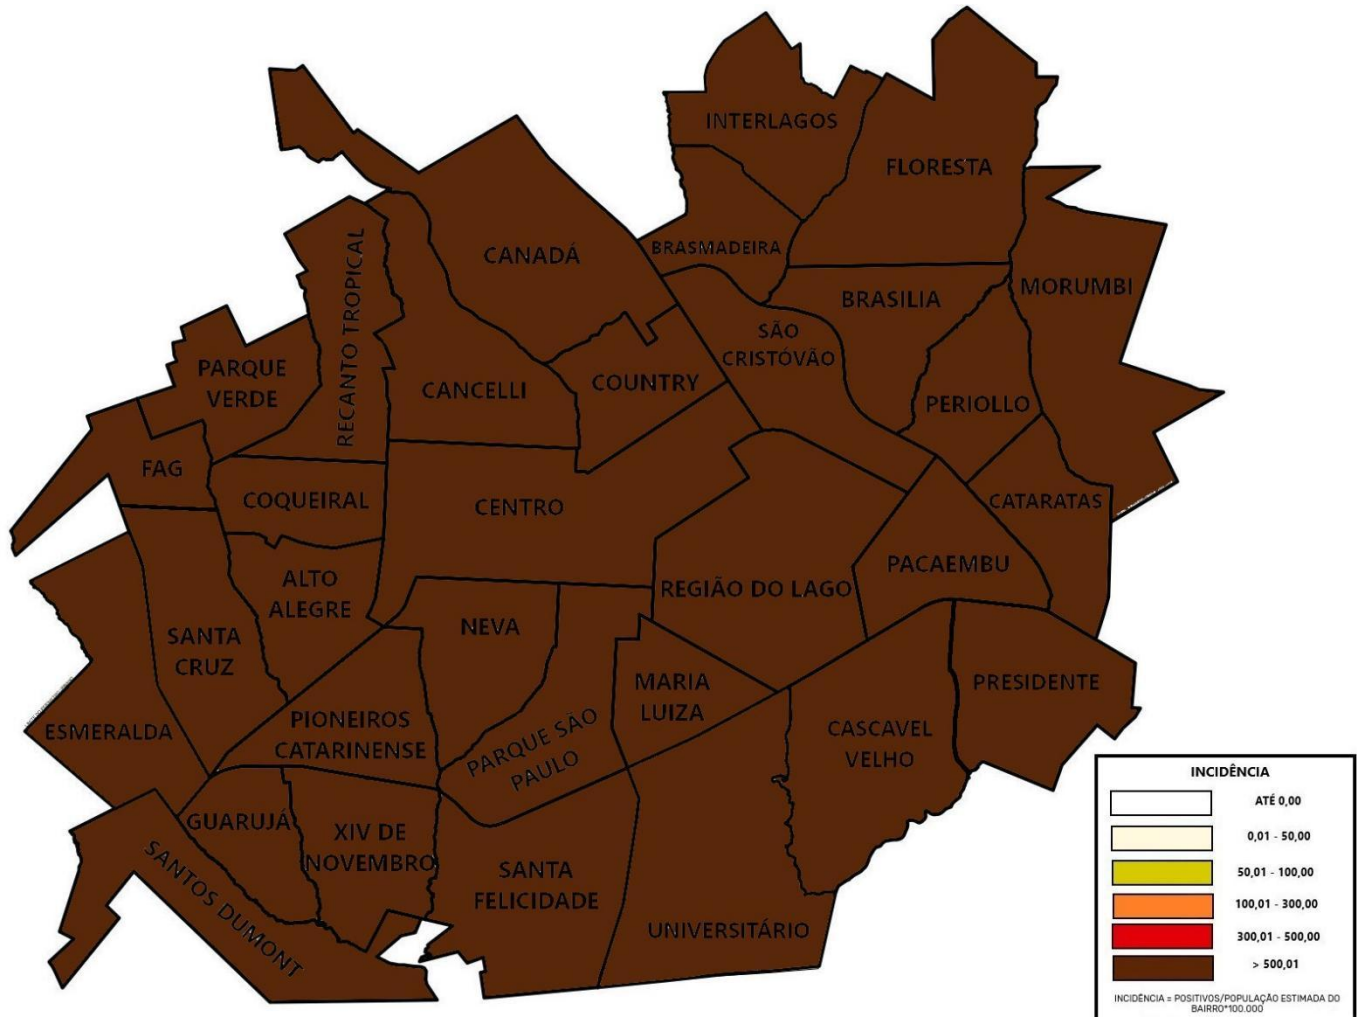 INTERLAGOS
FLORESTA
CANADÁ
BRASMADEIRA
MORUMBI
BRASILIA
RECANTO TROPICAL
SÃO
CRISTÓVÃO
PARQUE
VERDE
CANCELLI
COUNTRY
PERIOLLO
FAG
COQUEIRAL
CENTRO
CATARATAS
ALTO
ALEGRE
REGIÃO DO LAGO
PACAEMBU
SANTA
CRUZ
NEVA
MARIA
LUIZA
PRESIDENTE
ESMERALDA
PIONEIROS
CATARINENSE
PARQUE SÃO
PAULO
CASCAVEL
VELHO
GUARUJÁ
XIV DE
NOVEMBRO
SANTOS DUMONT
SANTA
FELICIDADE
UNIVERSITÁRIO
INCIDÊNCIA
ATÉ 0,00
0,01 - 50,00
50,01 - 100,00
100,01 - 300,00
300,01 - 500,00
> 500,01
INCIDÊNCIA = POSITIVOS/POPULAÇÃO ESTIMADA DO
BAIRRO*100.000